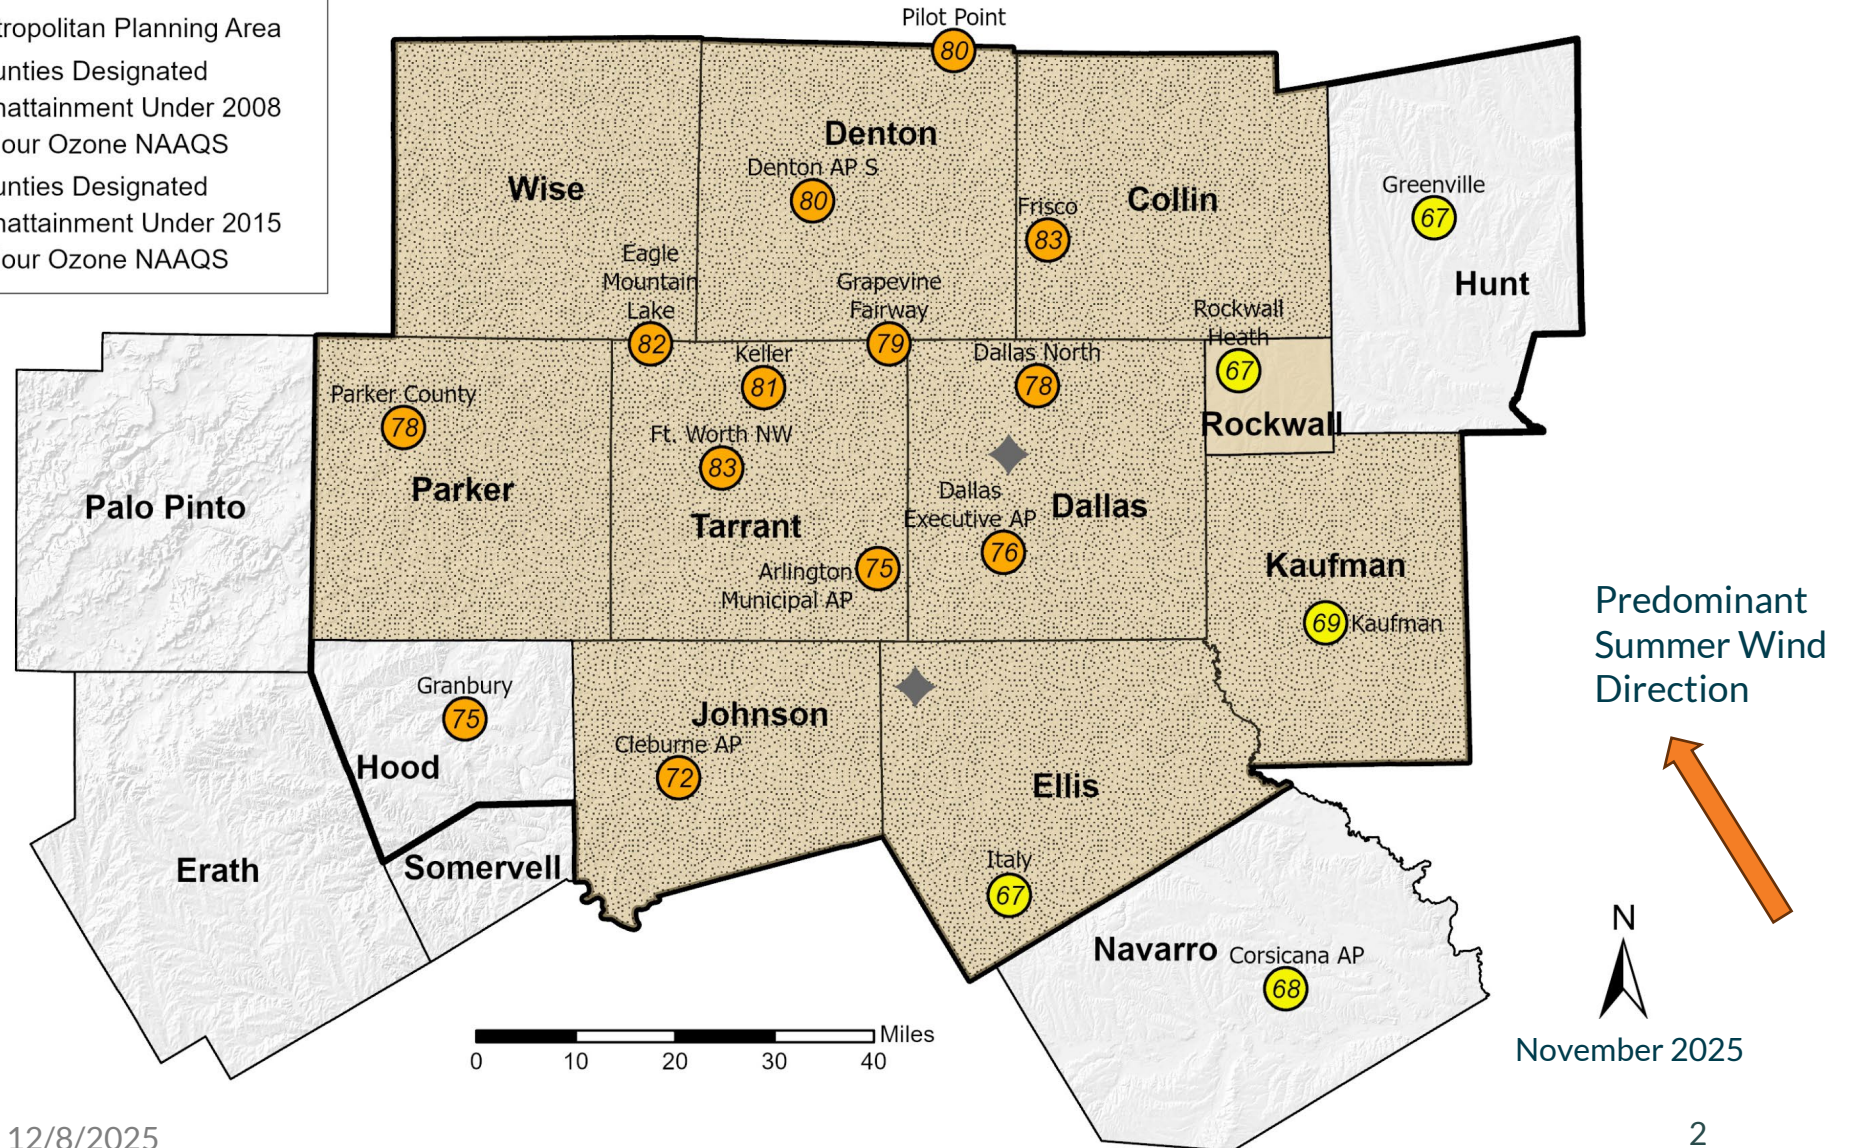 tropolitan Planning Area
unties Designated
nattainment Under 2008
our Ozone NAAQS
unties Designated
nattainment Under 2015
our Ozone NAAQS
Pilot Point
80
Denton
Denton AP S
80
Wise
Collin
Frisco
83
Greenville
67
Hunt
Eagle
Mountain
Lake
82
Grapevine
Fairway
79
Rockwall
Heath
67
Rockwall
Keller
81
Dallas North
78
Parker County
78
Ft. Worth NW
83
Parker
Palo Pinto
Tarrant
Dallas
Executive AP
76
Dallas
Arlington
Municipal AP
75
Kaufman
69
Kaufman
Predominant
Summer Wind
Direction
Granbury
75
Hood
Johnson
Cleburne AP
72
Ellis
Erath
Somervell
Italy
67
Navarro
Corsicana AP
68
N
Miles
0 10 20 30 40
November 2025
12/8/2025
2